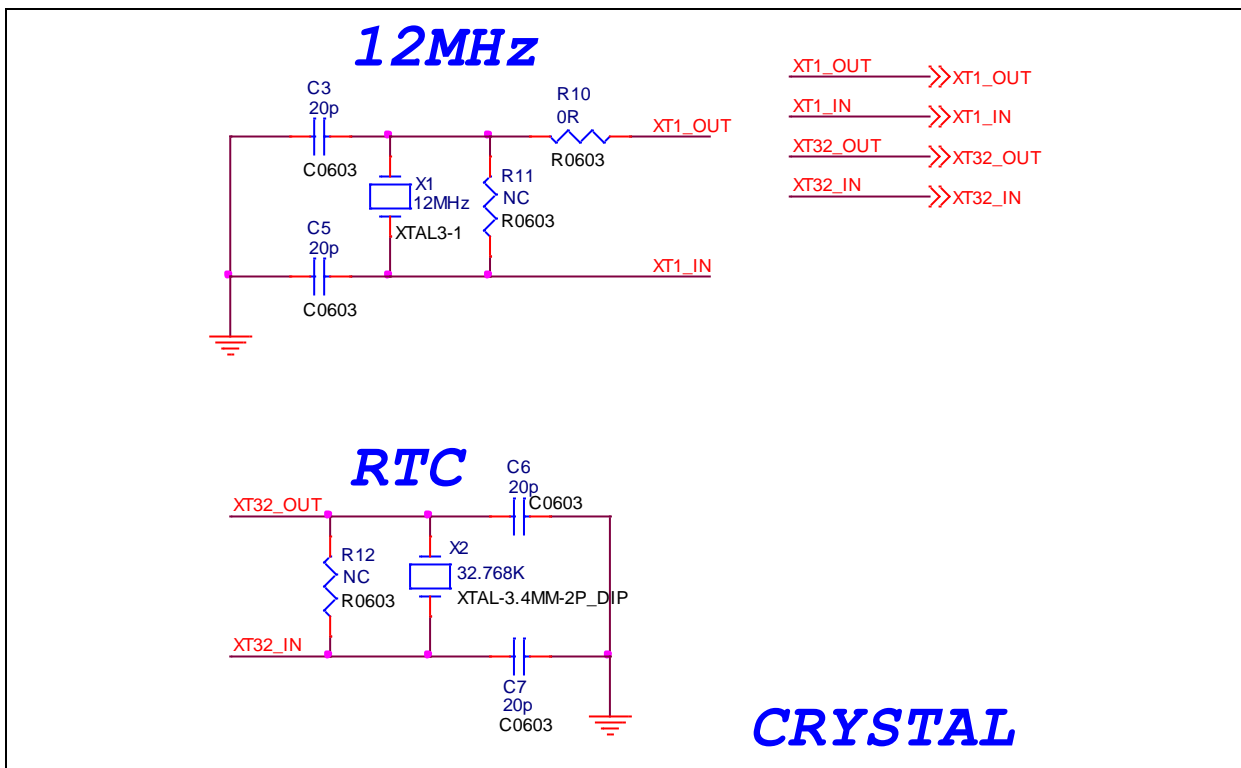 12MHz
C3
20p
C0603
R10
0R
R0603
XT1_OUT
X1
12MHz
XTAL3-1
R11
NC
R0603
C5
20p
C0603
XT1_IN
XT1_OUT XT1_OUT
XT1_IN XT1_IN
XT32_OUT XT32_OUT
XT32_IN XT32_IN
RTC
XT32_OUT
C6
20p
C0603
R12
NC
R0603
X2
32.768K
XTAL-3.4MM-2P_DIP
XT32_IN
C7
20p
C0603
CRYSTAL